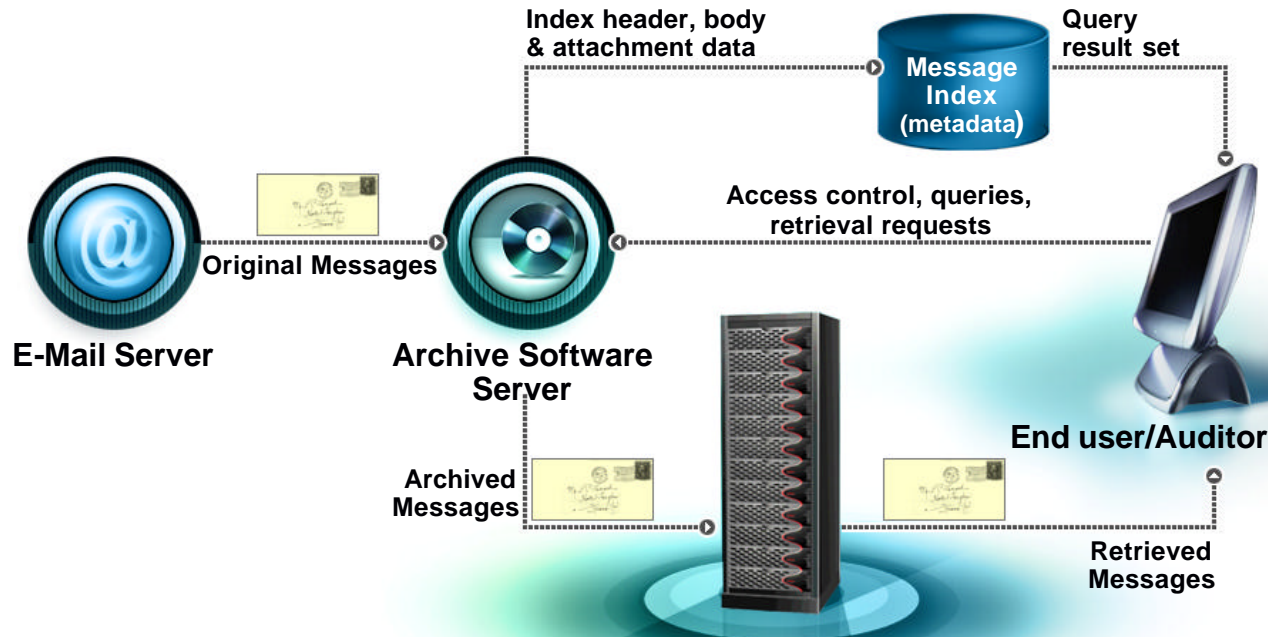 Index header, body
& attachment data
Query
result set
Message
Index
(metadata)
Access control, queries,
retrieval requests
Original Messages
E-Mail Server
Archive Software
Server
End user/Auditor
Archived
Messages
Retrieved
Messages